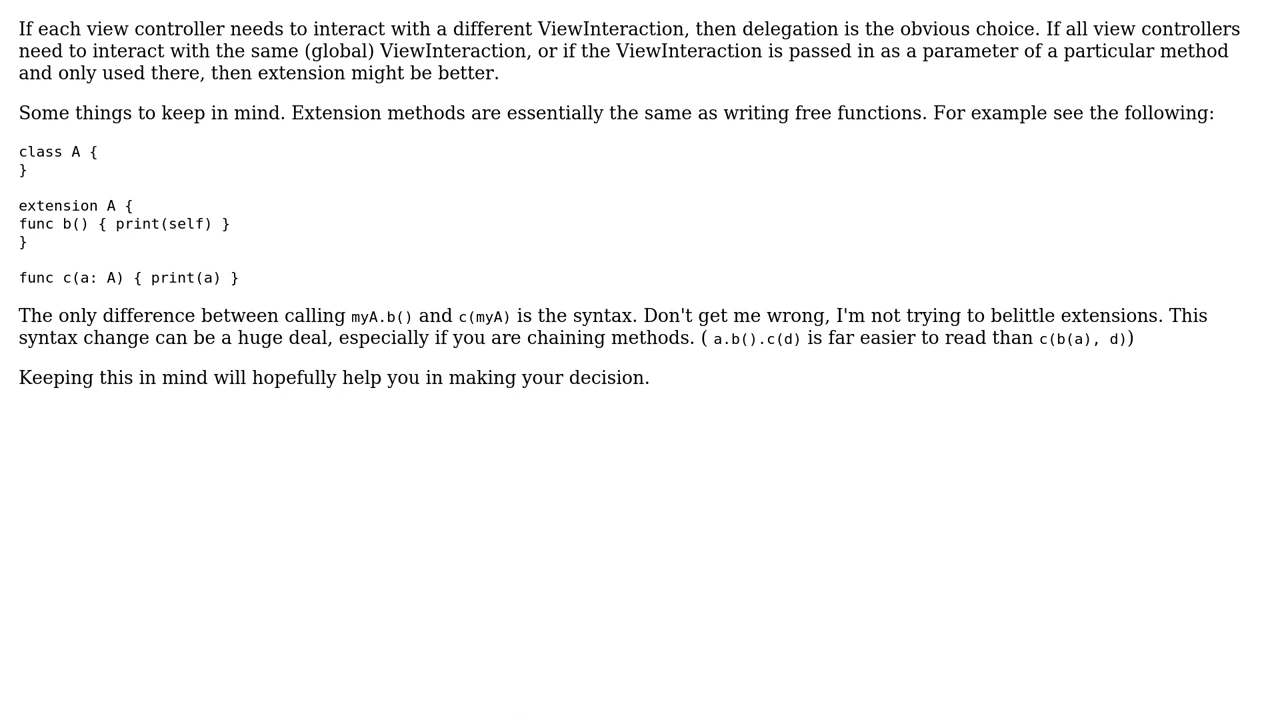 If each view controller needs to interact with a different ViewInteraction, then delegation is the obvious choice. If all view controllers
need to interact with the same (global) ViewInteraction, or if the ViewInteraction is passed in as a parameter of a particular method
and only used there, then extension might be better.
Some things to keep in mind. Extension methods are essentially the same as writing free functions. For example see the following:
class A {
}
extension A {
func b() { print(self) }
}
func c(a: A) { print(a) }
The only difference between calling myA.b() and c(myA) is the syntax. Don't get me wrong, I'm not trying to belittle extensions. This
syntax change can be a huge deal, especially if you are chaining methods. ( a.b().c(d) is far easier to read than c(b(a), d))
Keeping this in mind will hopefully help you in making your decision.